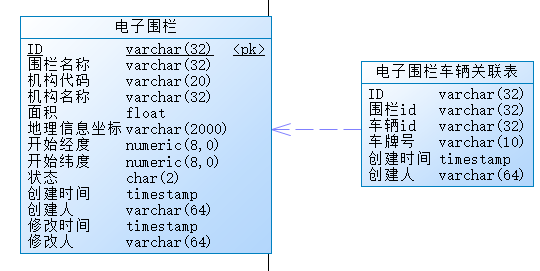 电子围栏
ID varchar(32) <pk>
围栏名称 varchar(32)
机构代码 varchar(20)
机构名称 varchar(32)
面积 float
地理信息坐标 varchar(2000)
开始经度 numeric(8,0)
开始纬度 numeric(8,0)
状态 char(2)
创建时间 timestamp
创建人 varchar(64)
修改时间 timestamp
修改人 varchar(64)
电子围栏车辆关联表
ID varchar(32)
围栏id varchar(32)
车辆id varchar(32)
车牌号 varchar(10)
创建时间 timestamp
创建人 varchar(64)